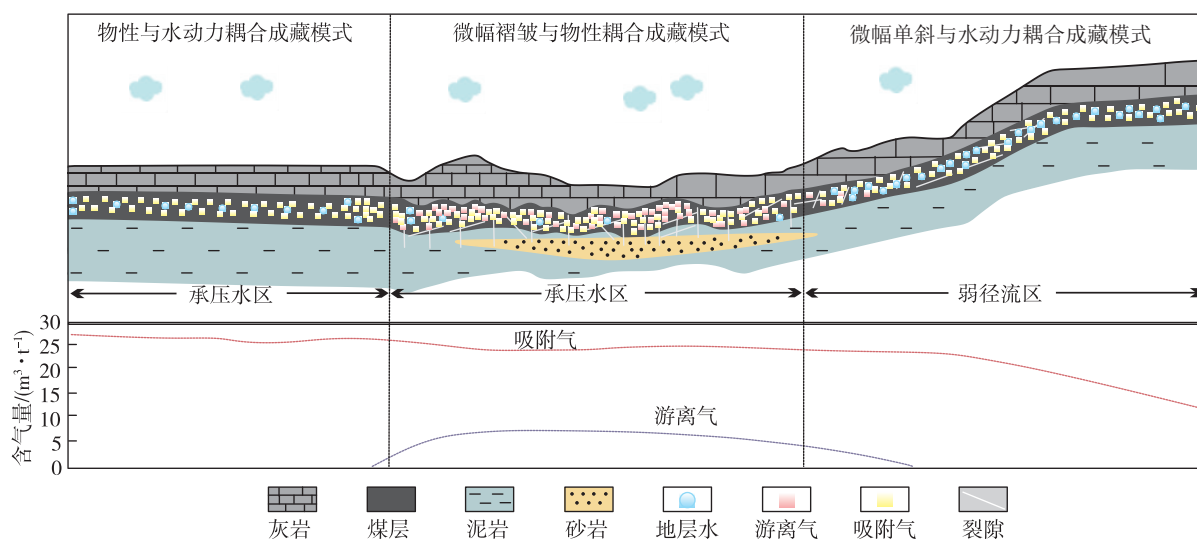 物性与水动力耦合成藏模式
微幅褶皱与物性耦合成藏模式
微幅单斜与水动力耦合成藏模式
承压水区
承压水区
弱径流区
含气量/(m³·t⁻¹)
30
25
20
15
10
5
0
吸附气
游离气
灰岩
煤层
泥岩
砂岩
地层水
游离气
吸附气
裂隙